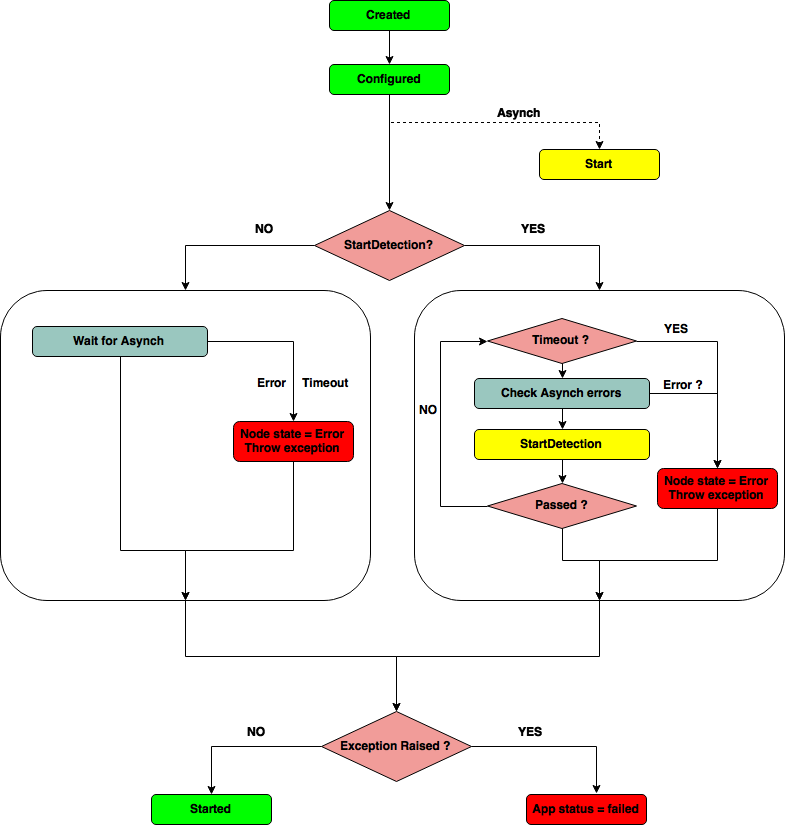 Created
Configured
Asynch
Start
NO
StartDetection?
YES
Wait for Asynch
Error
Timeout
Node state = Error
Throw exception
Timeout ?
YES
Check Asynch errors
Error ?
NO
StartDetection
Node state = Error
Throw exception
Passed ?
NO
Exception Raised ?
YES
Started
App status = failed